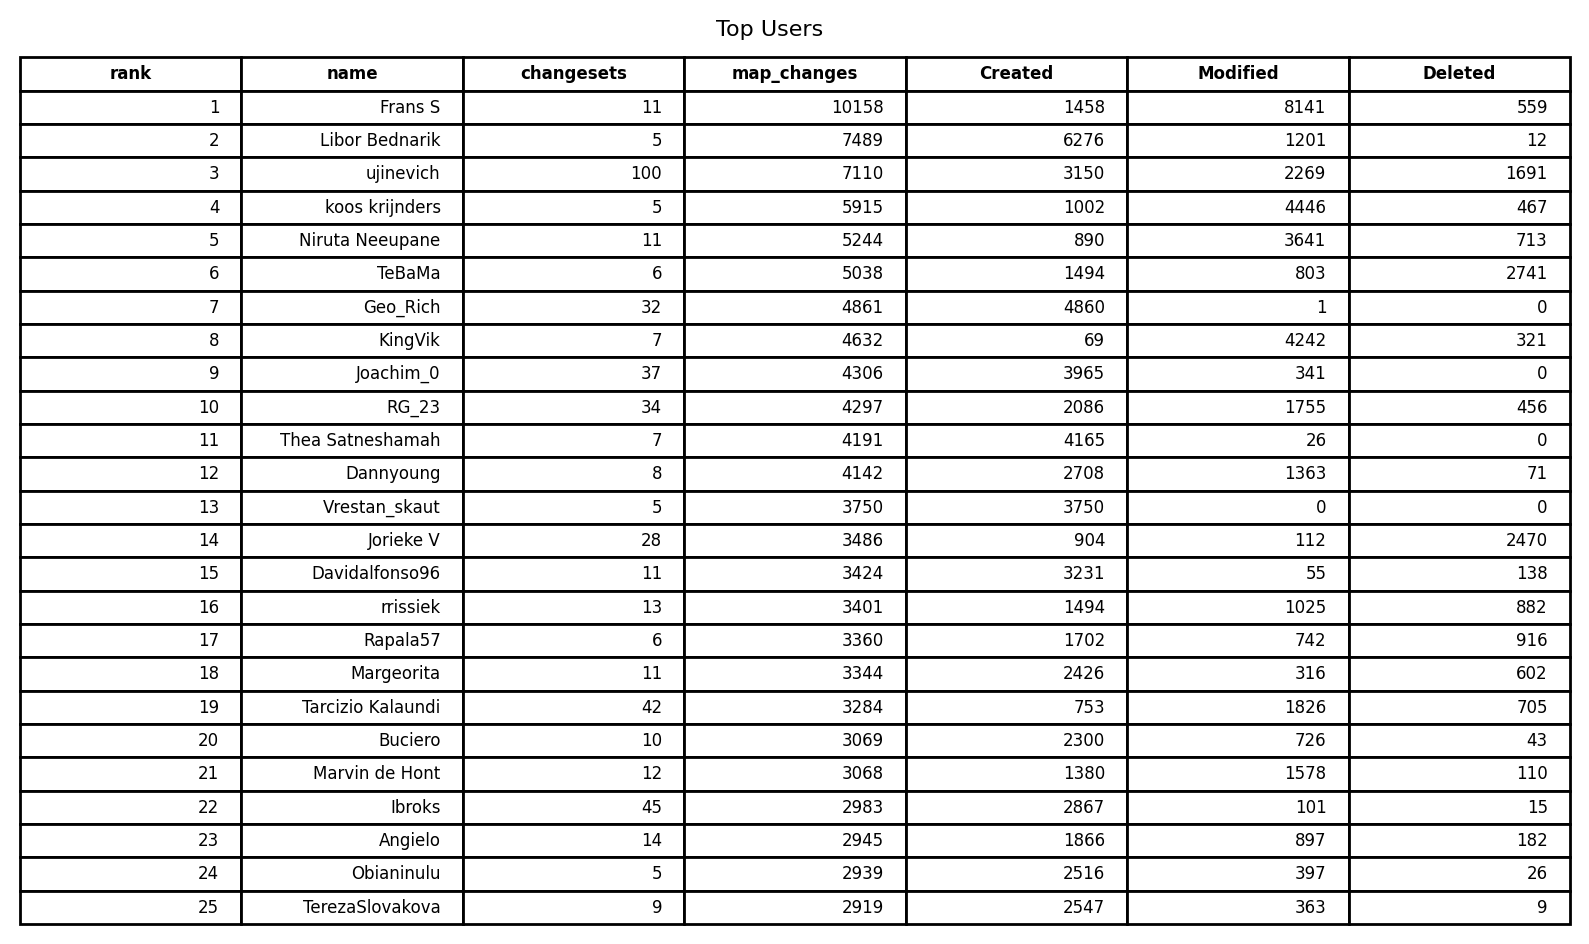 Top Users
rank name changesets map_changes Created Modified Deleted
1 Frans S 11 10158 1458 8141 559
2 Libor Bednarik 5 7489 6276 1201 12
3 ujinevich 100 7110 3150 2269 1691
4 koos krijnders 5 5915 1002 4446 467
5 Niruta Neeupane 11 5244 890 3641 713
6 TeBaMa 6 5038 1494 803 2741
7 Geo_Rich 32 4861 4860 1 0
8 KingVik 7 4632 69 4242 321
9 Joachim_0 37 4306 3965 341 0
10 RG_23 34 4297 2086 1755 456
11 Thea Satneshamah 7 4191 4165 26 0
12 Dannyoung 8 4142 2708 1363 71
13 Vrestan_skaut 5 3750 3750 0 0
14 Jorieke V 28 3486 904 112 2470
15 Davidalfonso96 11 3424 3231 55 138
16 rrissiek 13 3401 1494 1025 882
17 Rapala57 6 3360 1702 742 916
18 Margeorita 11 3344 2426 316 602
19 Tarcizio Kalaundi 42 3284 753 1826 705
20 Buciero 10 3069 2300 726 43
21 Marvin de Hont 12 3068 1380 1578 110
22 Ibroks 45 2983 2867 101 15
23 Angielo 14 2945 1866 897 182
24 Obianinulu 5 2939 2516 397 26
25 TerezaSlovakova 9 2919 2547 363 9